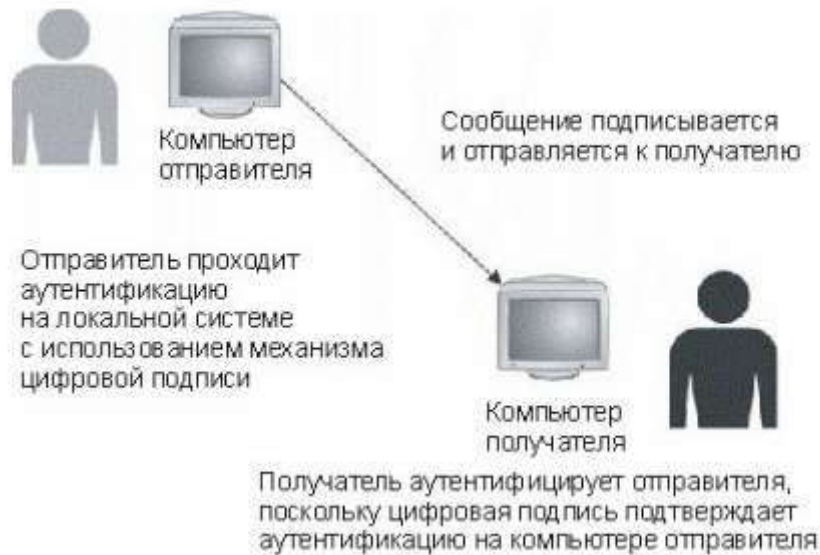 Компьютер
отправителя
Сообщение подписывается
и отправляется к получателю
Отправитель проходит
аутентификацию
на локальной системе
с использованием механизма
цифровой подписи
Компьютер
получателя
Получатель аутентифицирует отправителя,
поскольку цифровая подпись подтверждает
аутентификацию на компьютере отправителя